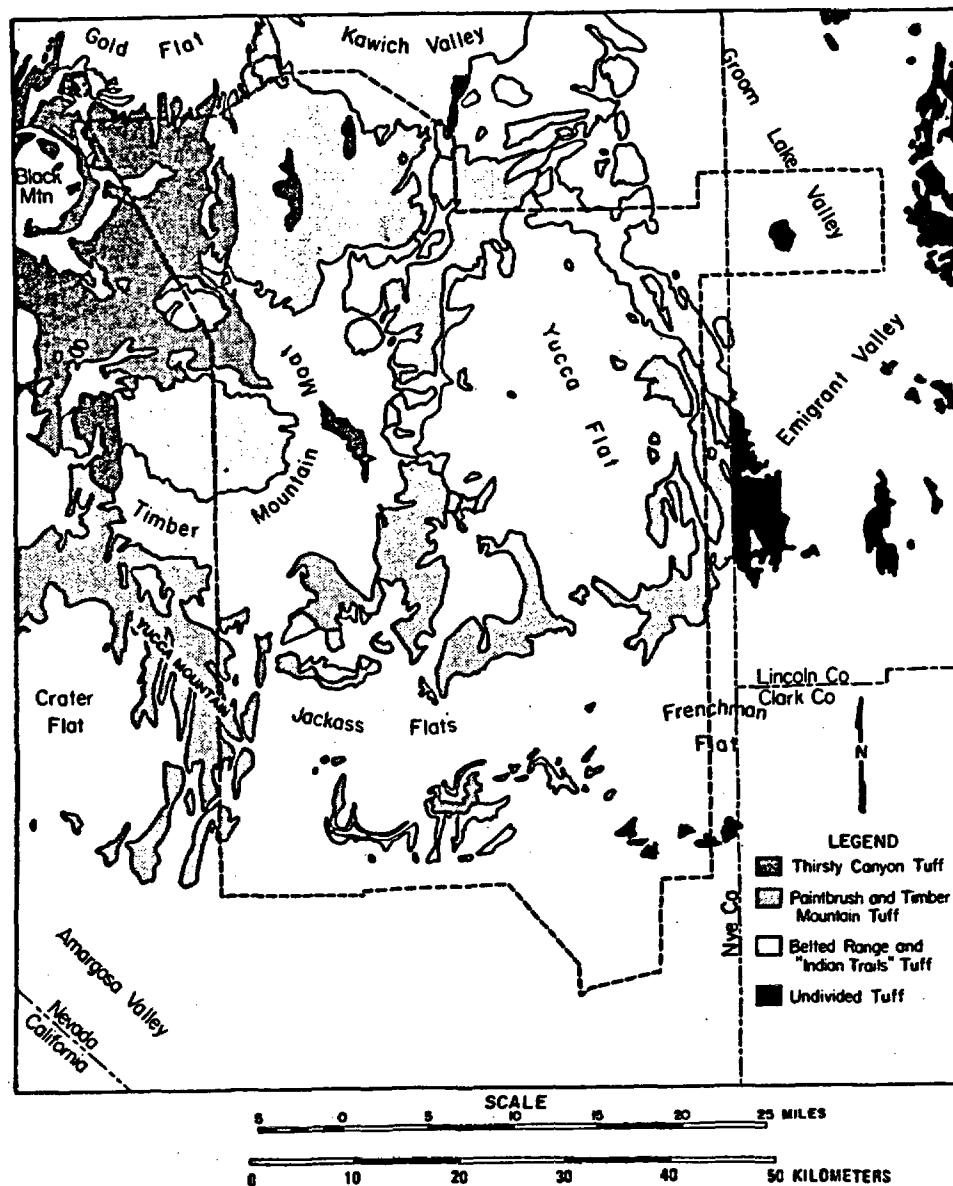 Gold Flat
Kawich Valley
Groom
Lake
Valley
Black
Mtn
Yucca
Flat
Emigrant Valley
Moat
Mountain
Timber
YUCCA MOUNTAIN
Crater
Flat
Jackass Flats
Frenchman
Flat
Lincoln Co
Clark Co
N
Nye Co
LEGEND
Thirsty Canyon Tuff
Paintbrush and Timber
Mountain Tuff
Belted Range and
"Indian Trails" Tuff
Undivided Tuff
Amargosa Valley
Nevada
California
SCALE
5 0 5 10 15 20 25 MILES
0 10 20 30 40 50 KILOMETERS